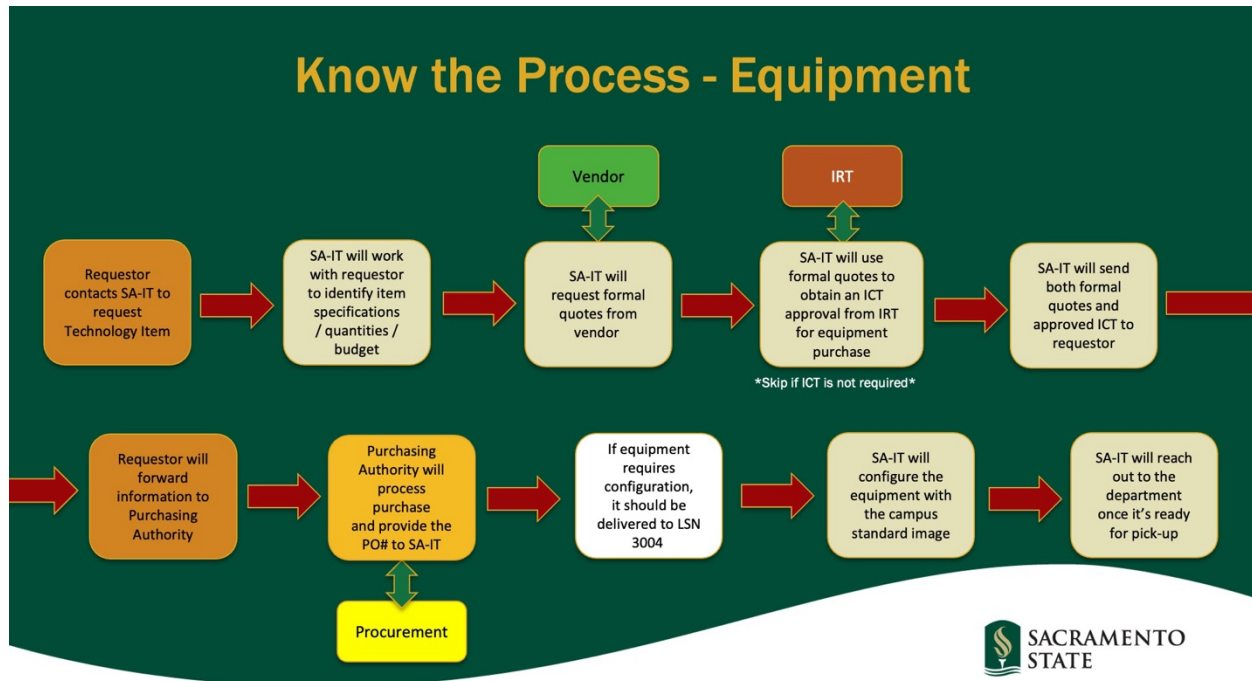 Know the Process - Equipment
Vendor
IRT
Requestor
contacts SA-IT to
request
Technology Item
SA-IT will work
with requestor
to identify item
specifications
/ quantities /
budget
SA-IT will
request formal
quotes from
vendor
SA-IT will use
formal quotes to
obtain an ICT
approval from IRT
for equipment
purchase
*Skip if ICT is not required*
SA-IT will send
both formal
quotes and
approved ICT to
requestor
Requestor will
forward
information to
Purchasing
Authority
Purchasing
Authority will
process
purchase
and provide the
PO# to SA-IT
Procurement
If equipment
requires
configuration,
it should be
delivered to LSN
3004
SA-IT will
configure the
equipment with
the campus
standard image
SA-IT will reach
out to the
department
once it's ready
for pick-up
SACRAMENTO
STATE